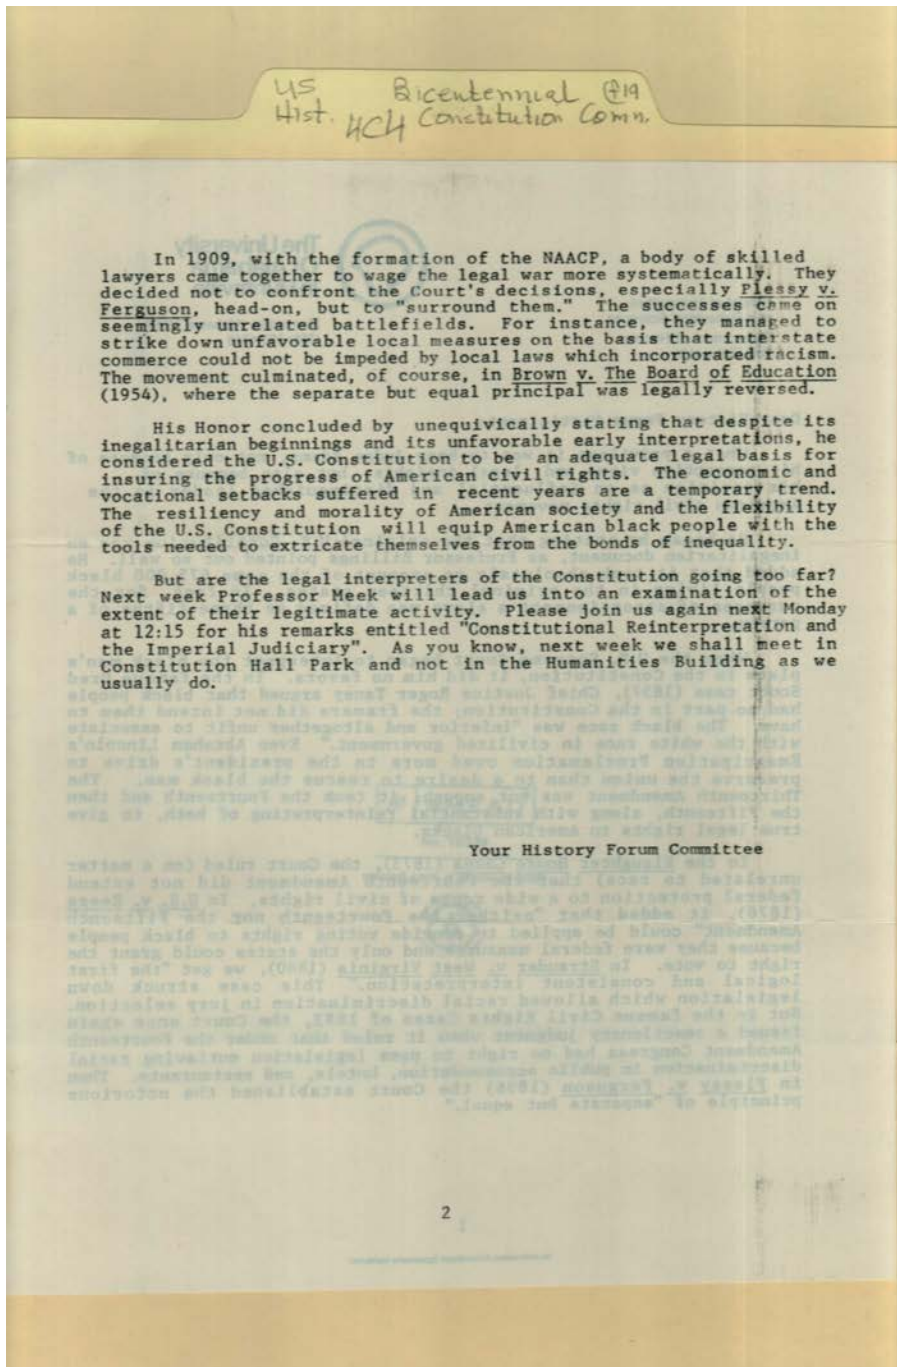 US Bicentennial P19
Hist. 4C4 Constitution Comn.
In 1909, with the formation of the NAACP, a body of skilled
lawyers came together to wage the legal war more systematically. They
decided not to confront the Court's decisions, especially Plessy v.
Ferguson, head-on, but to "surround them." The successes came on
seemingly unrelated battlefields. For instance, they managed to
strike down unfavorable local measures on the basis that interstate
commerce could not be impeded by local laws which incorporated racism.
The movement culminated, of course, in Brown v. The Board of Education
(1954), where the separate but equal principal was legally reversed.
His Honor concluded by unequivically stating that despite its
inegalitarian beginnings and its unfavorable early interpretations, he
considered the U.S. Constitution to be an adequate legal basis for
insuring the progress of American civil rights. The economic and
vocational setbacks suffered in recent years are a temporary trend.
The resiliency and morality of American society and the flexibility
of the U.S. Constitution will equip American black people with the
tools needed to extricate themselves from the bonds of inequality.
But are the legal interpreters of the Constitution going too far?
Next week Professor Meek will lead us into an examination of the
extent of their legitimate activity. Please join us again next Monday
at 12:15 for his remarks entitled "Constitutional Reinterpretation and
the Imperial Judiciary". As you know, next week we shall meet in
Constitution Hall Park and not in the Humanities Building as we
usually do.
Your History Forum Committee
2